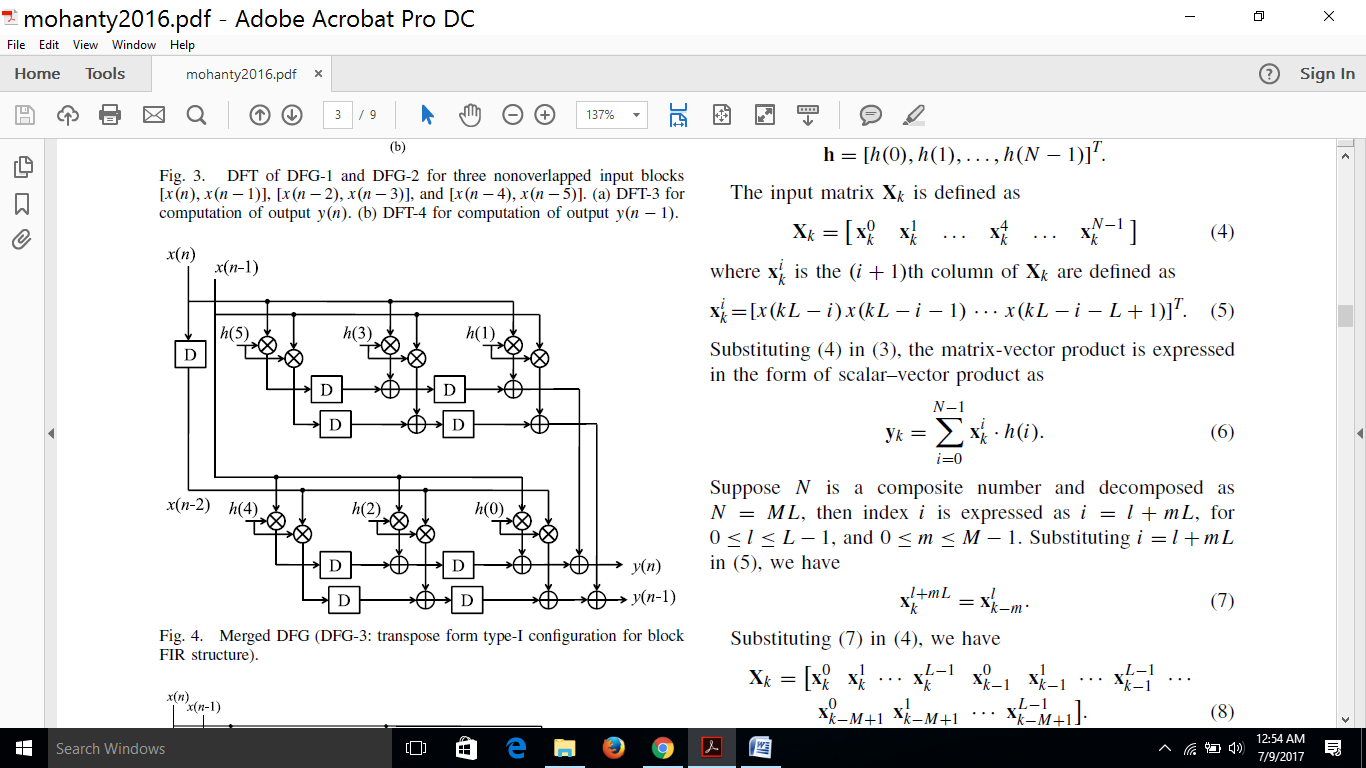 mohanty2016.pdf - Adobe Acrobat Pro DC
File Edit View Window Help
Home Tools mohanty2016.pdf × ? Sign In
3 / 9 137%
(b)
Fig. 3. DFT of DFG-1 and DFG-2 for three nonoverlapped input blocks
[x(n), x(n − 1)], [x(n − 2), x(n − 3)], and [x(n − 4), x(n − 5)]. (a) DFT-3 for
computation of output y(n). (b) DFT-4 for computation of output y(n − 1).
x(n)
x(n-1)
h(5) h(3) h(1)
D
D D
D D
x(n-2) h(4) h(2) h(0)
D D y(n)
D D y(n-1)
Fig. 4. Merged DFG (DFG-3: transpose form type-I configuration for block
FIR structure).
x(n)
x(n-1)
h = [h(0), h(1), . . . , h(N − 1)]^T.
The input matrix X_k is defined as
X_k = [ x_k^0 x_k^1 . . . x_k^4 . . . x_k^{N−1} ] (4)
where x_k^i is the (i + 1)th column of X_k are defined as
x_k^i = [x(kL − i) x(kL − i − 1) ··· x(kL − i − L + 1)]^T. (5)
Substituting (4) in (3), the matrix-vector product is expressed
in the form of scalar–vector product as
y_k = ∑_{i=0}^{N−1} x_k^i · h(i). (6)
Suppose N is a composite number and decomposed as
N = ML, then index i is expressed as i = l + mL, for
0 ≤ l ≤ L − 1, and 0 ≤ m ≤ M − 1. Substituting i = l + mL
in (5), we have
x_k^{l+mL} = x_{k−m}^l. (7)
Substituting (7) in (4), we have
X_k = [x_k^0 x_k^1 ··· x_k^{L−1} x_{k−1}^0 x_{k−1}^1 ··· x_{k−1}^{L−1} ···
x_{k−M+1}^0 x_{k−M+1}^1 ··· x_{k−M+1}^{L−1}]. (8)
Search Windows
12:54 AM
7/9/2017